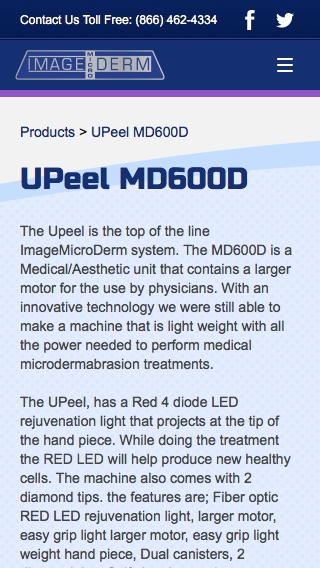 Contact Us Toll Free: (866) 462-4334
IMAGE MICRO DERM
Products > UPeel MD600D
UPeel MD600D
The Upeel is the top of the line
ImageMicroDerm system. The MD600D is a
Medical/Aesthetic unit that contains a larger
motor for the use by physicians. With an
innovative technology we were still able to
make a machine that is light weight with all
the power needed to perform medical
microdermabrasion treatments.
The UPeel, has a Red 4 diode LED
rejuvenation light that projects at the tip of
the hand piece. While doing the treatment
the RED LED will help produce new healthy
cells. The machine also comes with 2
diamond tips. the features are; Fiber optic
RED LED rejuvenation light, larger motor,
easy grip light larger motor, easy grip light
weight hand piece, Dual canisters, 2